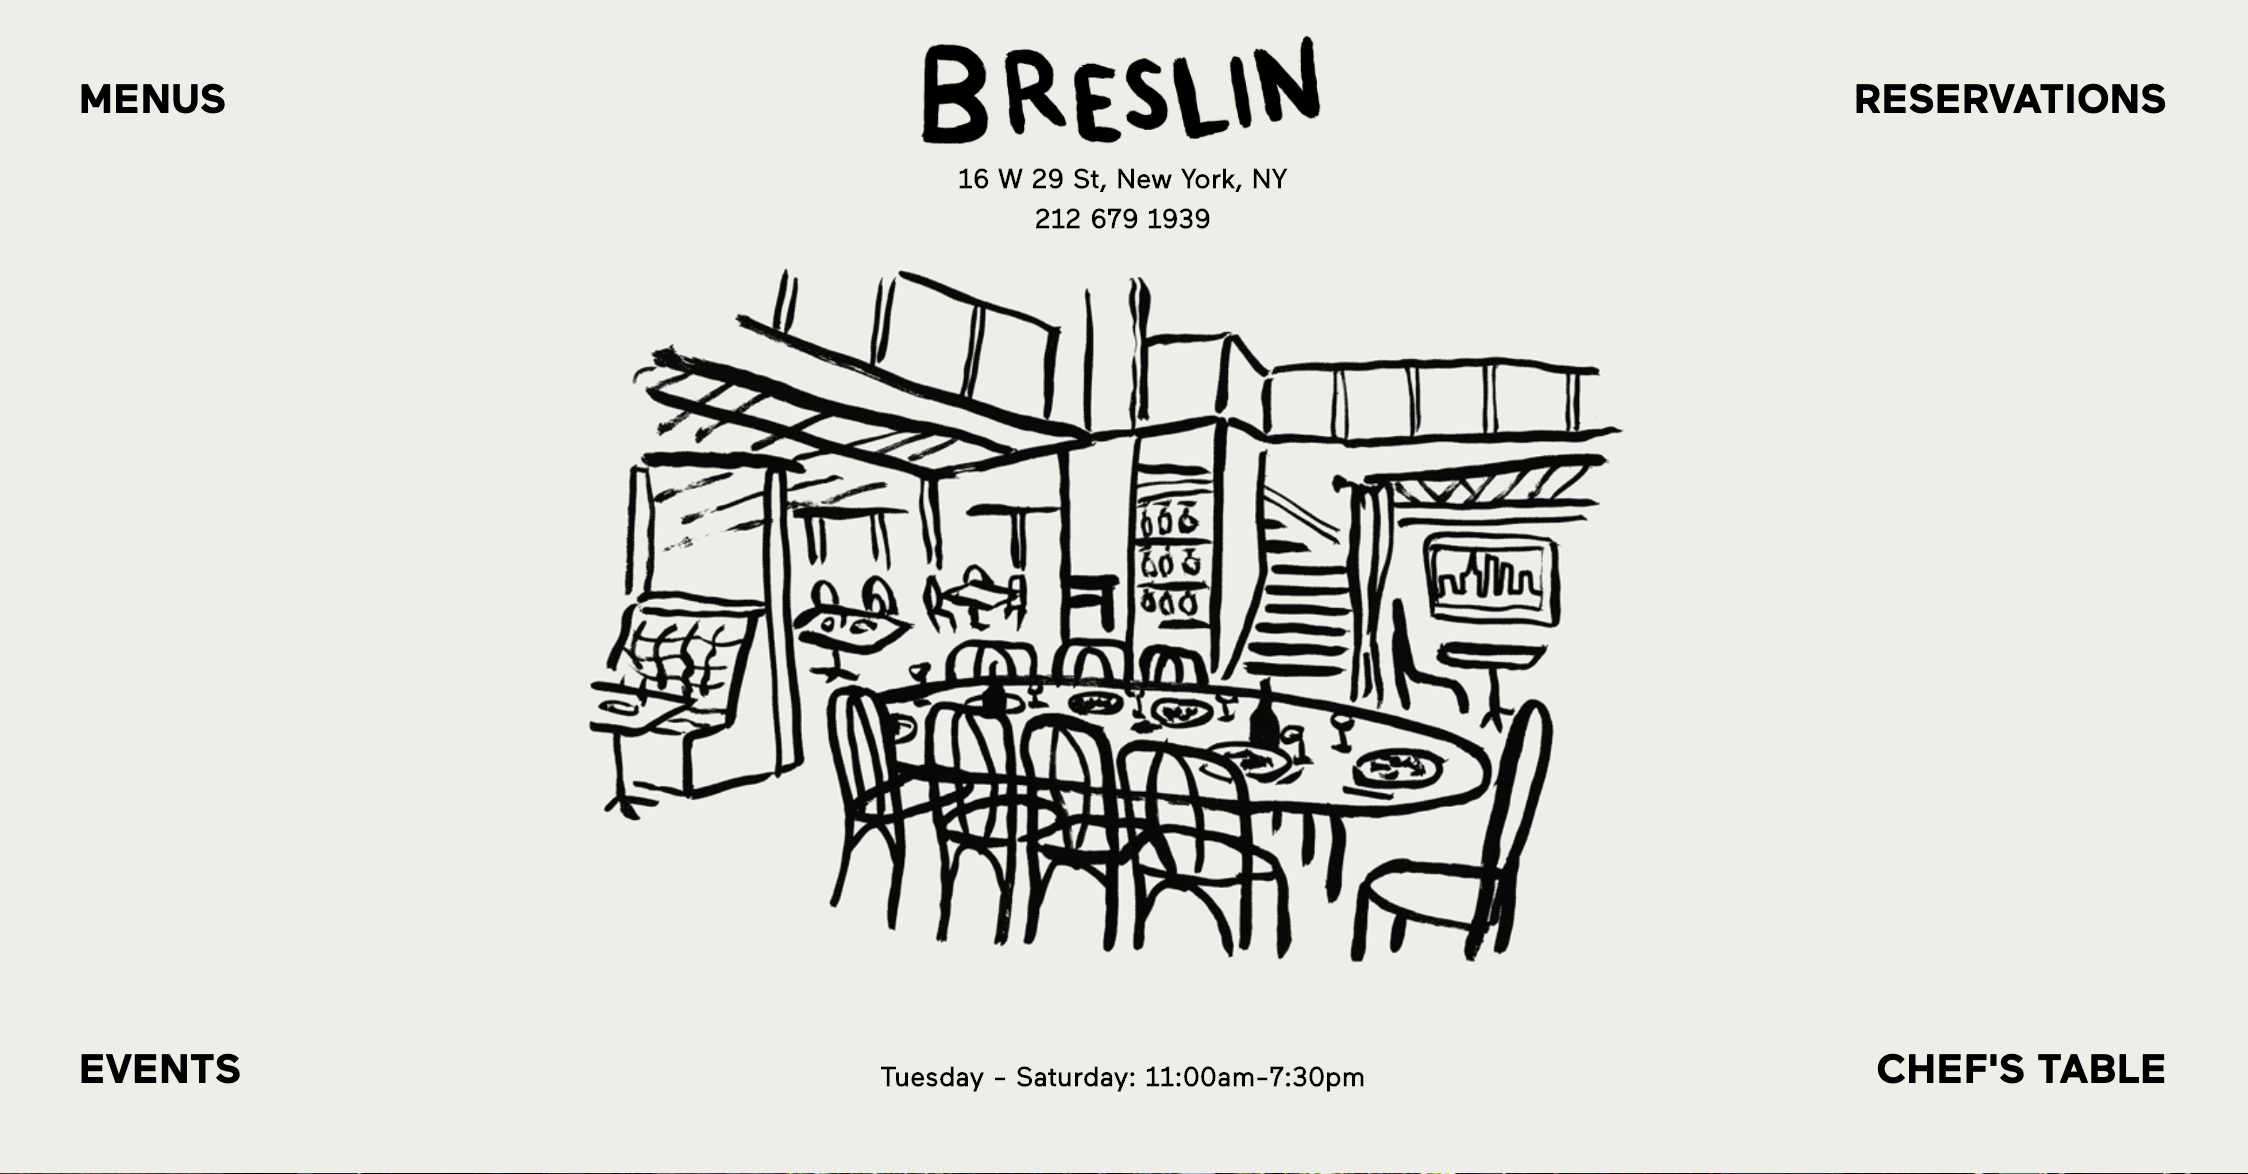 MENUS
BRESLIN
RESERVATIONS
16 W 29 St, New York, NY
212 679 1939
EVENTS
Tuesday - Saturday: 11:00am-7:30pm
CHEF'S TABLE